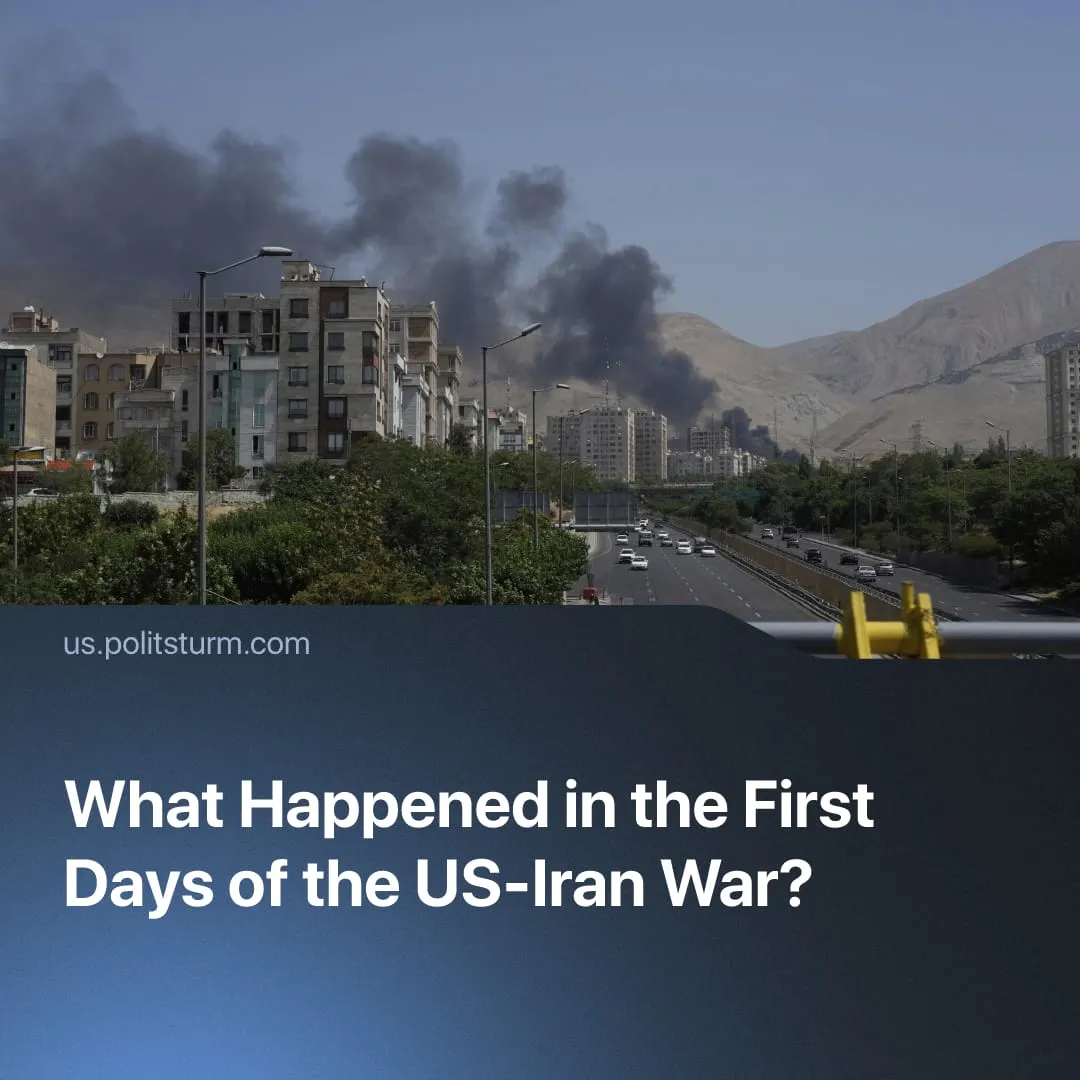 us.politsturm.com
What Happened in the First
Days of the US-Iran War?